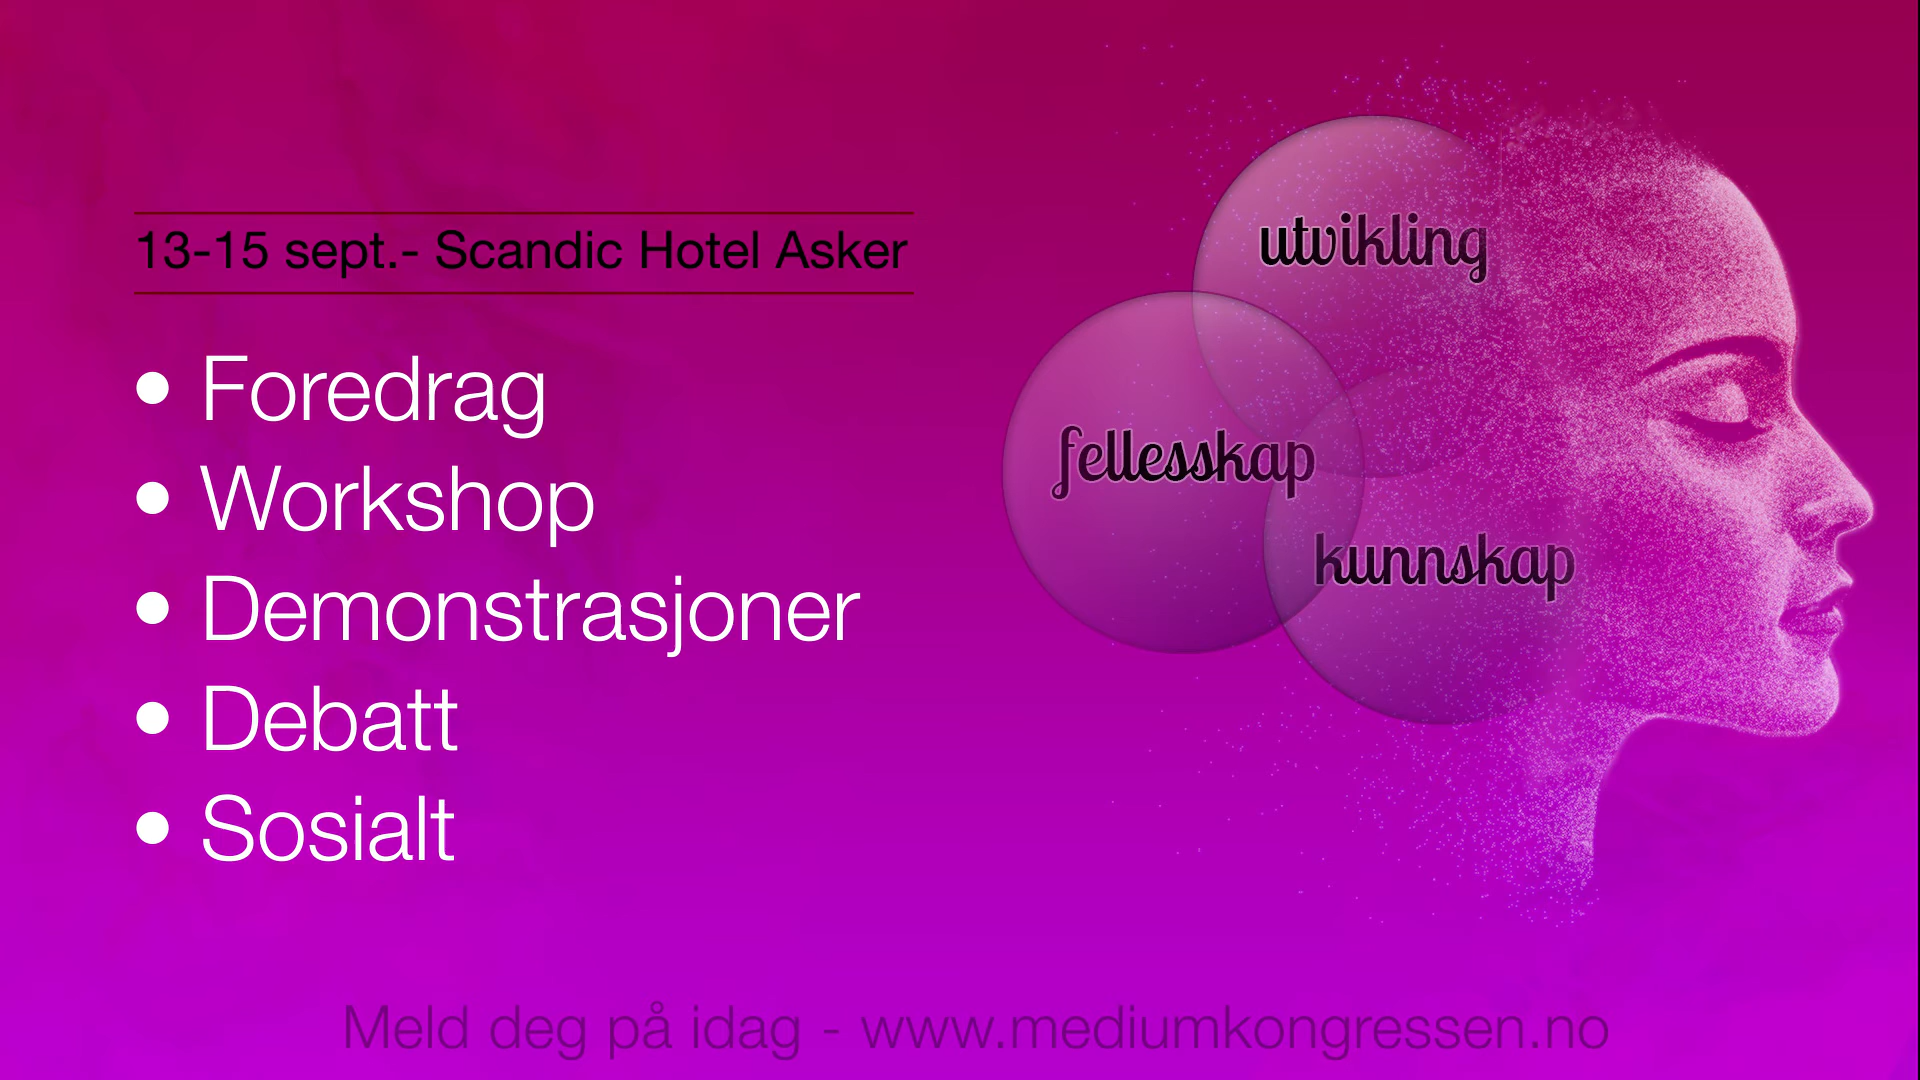 13-15 sept.- Scandic Hotel Asker
• Foredrag
• Workshop
• Demonstrasjoner
• Debatt
• Sosialt
utvikling
fellesskap
kunnskap
Meld deg på idag - www.mediumkongressen.no